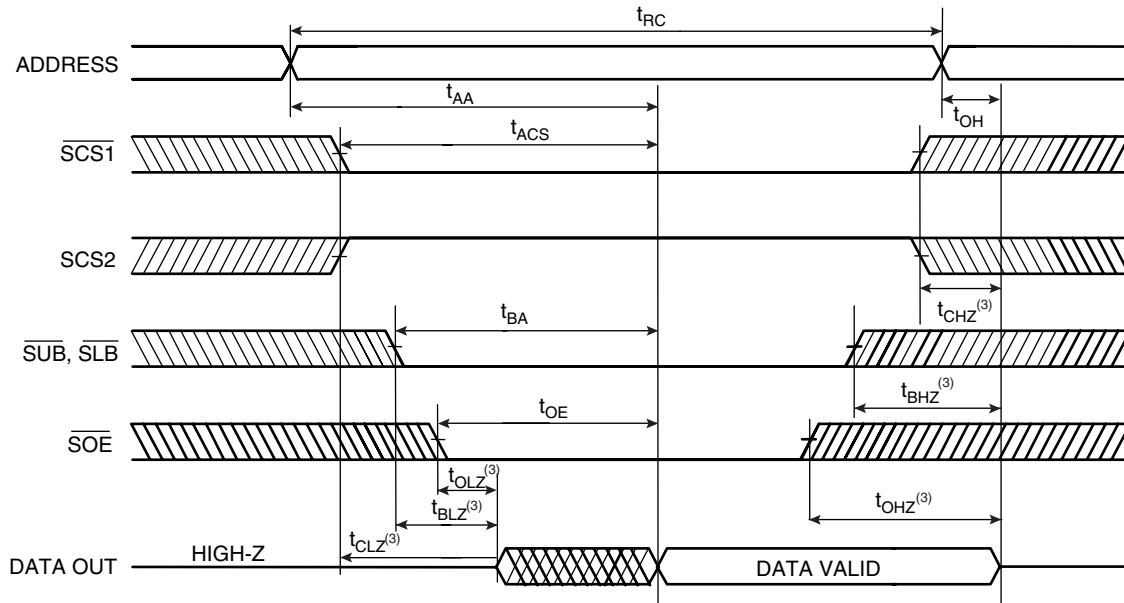 tRC
ADDRESS
tAA
tOH
tACS
SCS1
SCS2
tCHZ(3)
tBA
SUB, SLB
tBHZ(3)
tOE
SOE
tOLZ(3)
tOHZ(3)
tBLZ(3)
tCLZ(3)
HIGH-Z
DATA OUT
DATA VALID